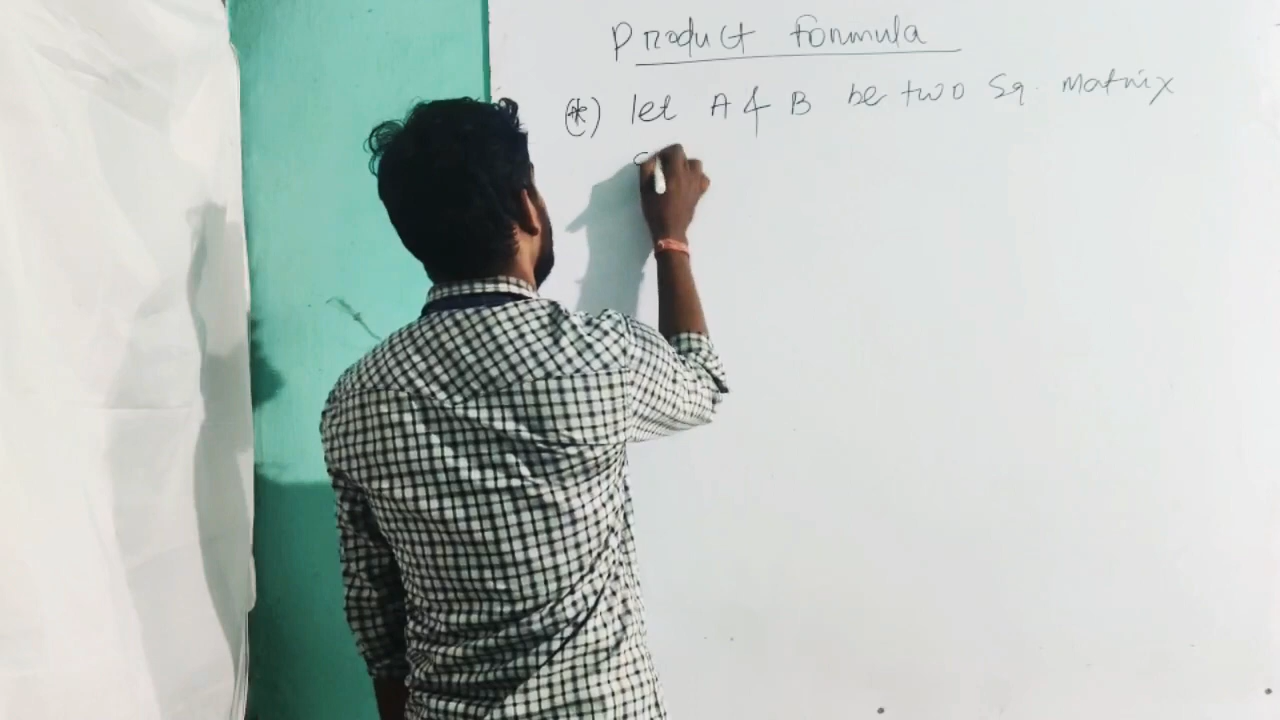 Product formula
(*) let A & B be two sq. matrix